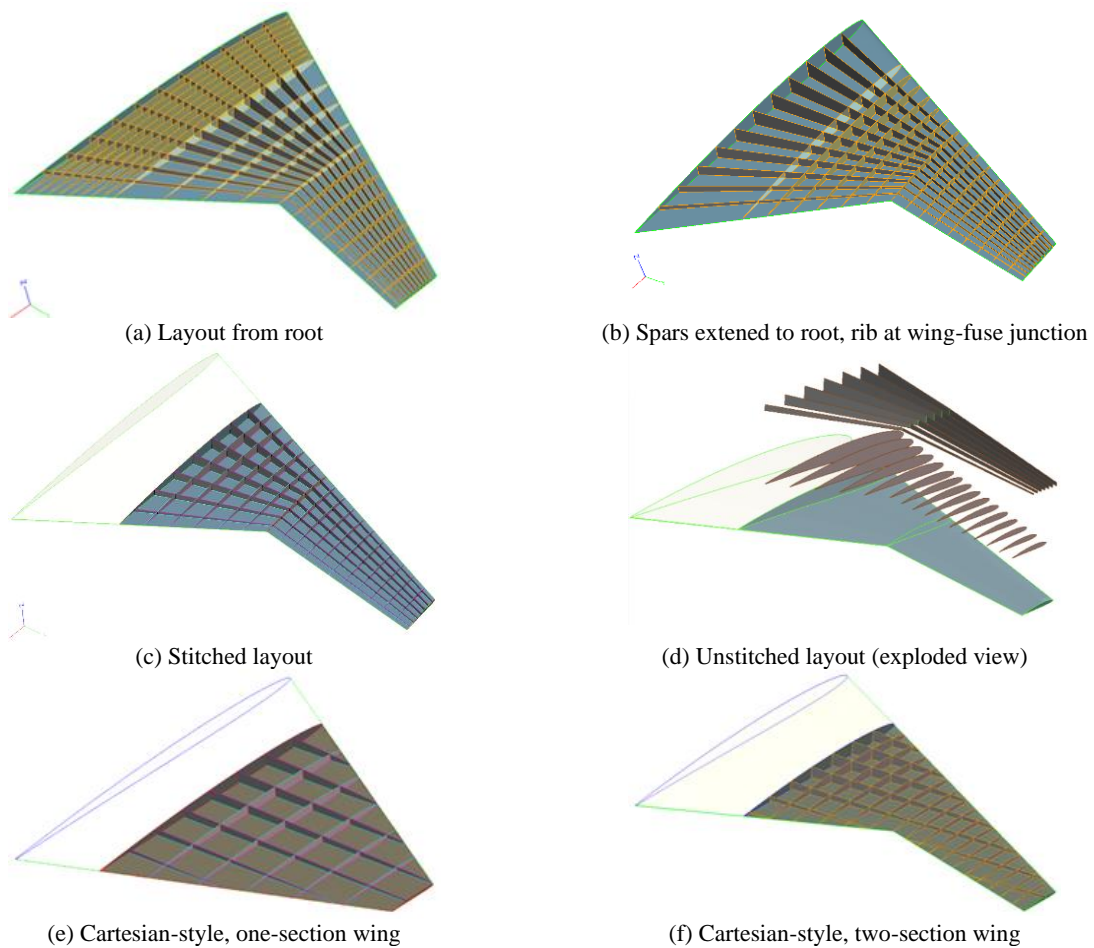 (a) Layout from root
(b) Spars extened to root, rib at wing-fuse junction
(c) Stitched layout
(d) Unstitched layout (exploded view)
(e) Cartesian-style, one-section wing
(f) Cartesian-style, two-section wing